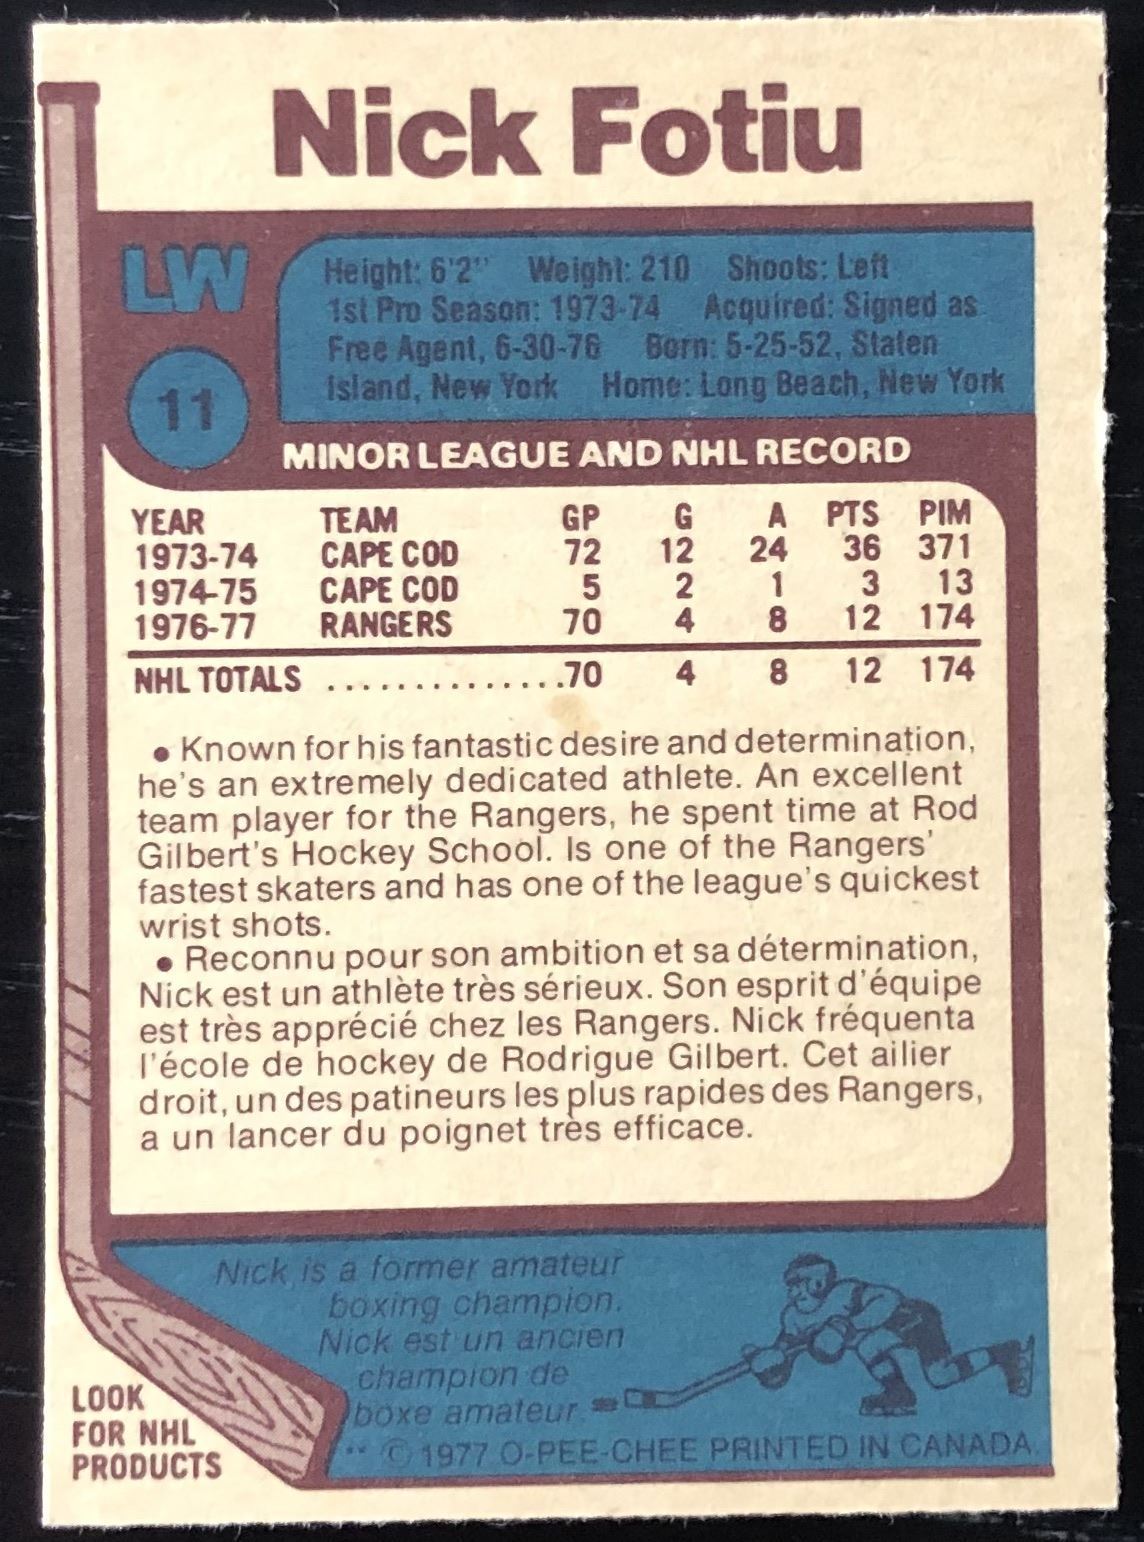 Nick Fotiu
LW
11
Height: 6'2" Weight: 210 Shoots: Left
1st Pro Season: 1973-74 Acquired: Signed as
Free Agent, 6-30-76 Born: 5-25-52, Staten
Island, New York Home: Long Beach, New York
MINOR LEAGUE AND NHL RECORD
YEAR TEAM GP G A PTS PIM
1973-74 CAPE COD 72 12 24 36 371
1974-75 CAPE COD 5 2 1 3 13
1976-77 RANGERS 70 4 8 12 174
NHL TOTALS ...............70 4 8 12 174
• Known for his fantastic desire and determination,
he's an extremely dedicated athlete. An excellent
team player for the Rangers, he spent time at Rod
Gilbert's Hockey School. Is one of the Rangers'
fastest skaters and has one of the league's quickest
wrist shots.
• Reconnu pour son ambition et sa détermination,
Nick est un athlète très sérieux. Son esprit d'équipe
est très apprécié chez les Rangers. Nick fréquenta
l'école de hockey de Rodrigue Gilbert. Cet ailier
droit, un des patineurs les plus rapides des Rangers,
a un lancer du poignet très efficace.
Nick is a former amateur
boxing champion.
Nick est un ancien
champion de
boxe amateur.
** © 1977 O-PEE-CHEE PRINTED IN CANADA
LOOK
FOR NHL
PRODUCTS